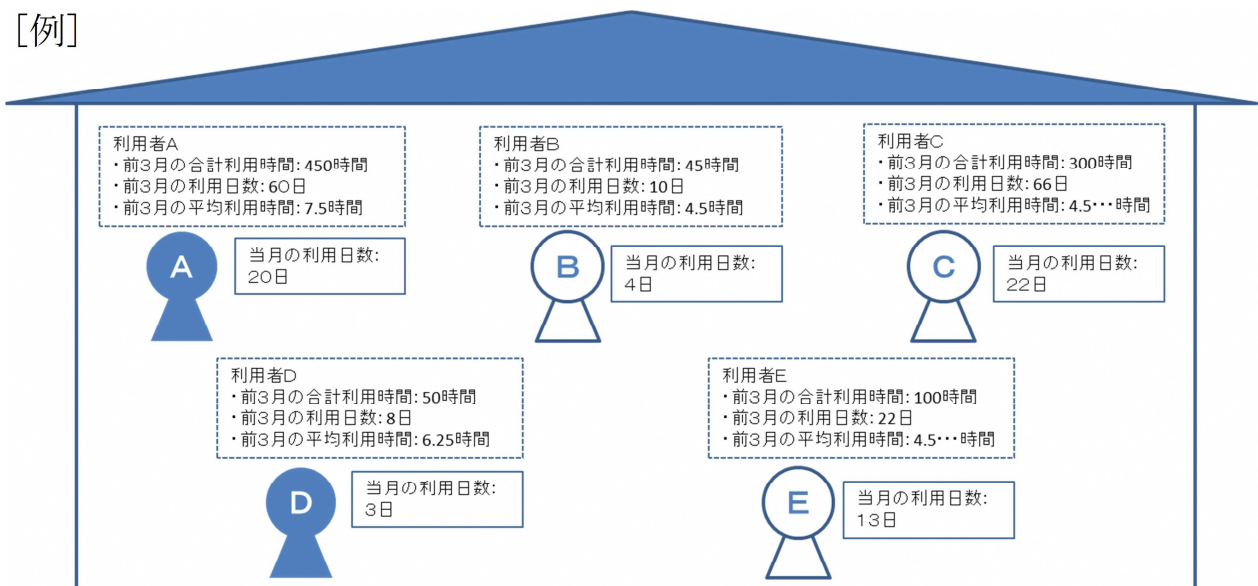 [例]
利用者A
・前3月の合計利用時間:450時間
・前3月の利用日数:60日
・前3月の平均利用時間:7.5時間
A
当月の利用日数:
20日
利用者B
・前3月の合計利用時間:45時間
・前3月の利用日数:10日
・前3月の平均利用時間:4.5時間
B
当月の利用日数:
4日
利用者C
・前3月の合計利用時間:300時間
・前3月の利用日数:66日
・前3月の平均利用時間:4.5・・・時間
C
当月の利用日数:
22日
利用者D
・前3月の合計利用時間:50時間
・前3月の利用日数:8日
・前3月の平均利用時間:6.25時間
D
当月の利用日数:
3日
利用者E
・前3月の合計利用時間:100時間
・前3月の利用日数:22日
・前3月の平均利用時間:4.5・・・時間
E
当月の利用日数:
13日